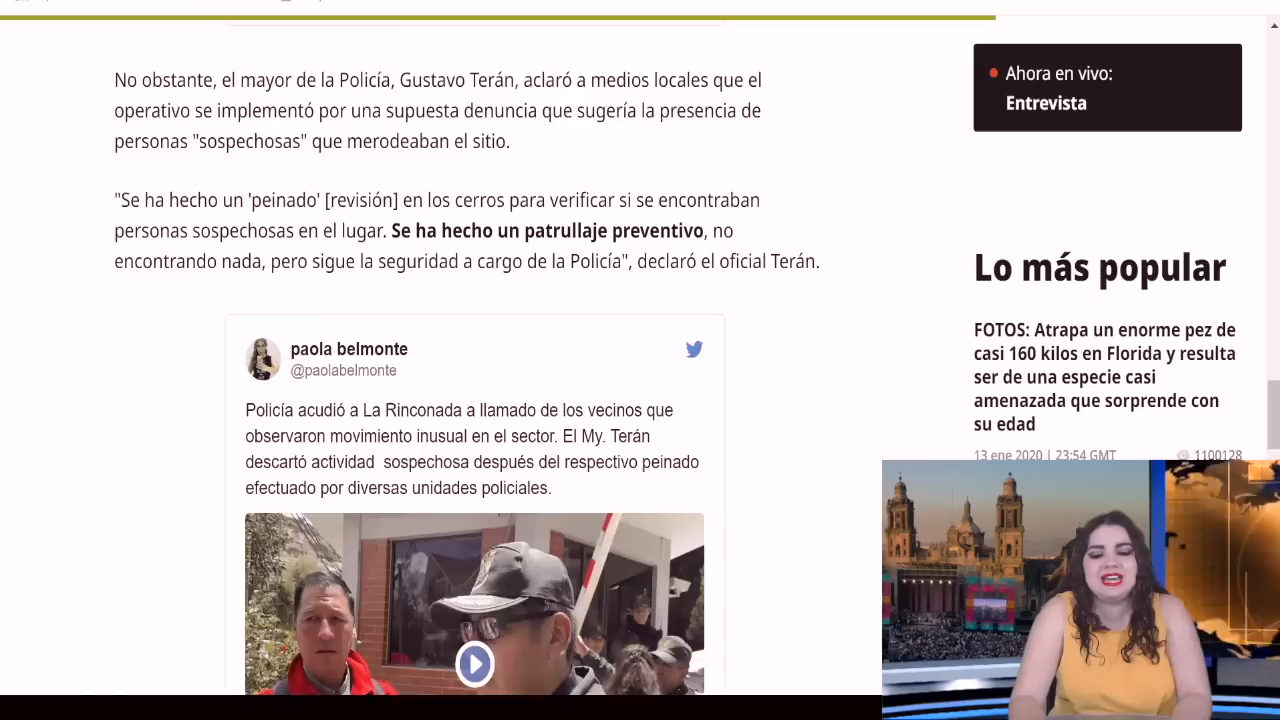 No obstante, el mayor de la Policía, Gustavo Terán, aclaró a medios locales que el
operativo se implementó por una supuesta denuncia que sugería la presencia de
personas "sospechosas" que merodeaban el sitio.
"Se ha hecho un 'peinado' [revisión] en los cerros para verificar si se encontraban
personas sospechosas en el lugar. Se ha hecho un patrullaje preventivo, no
encontrando nada, pero sigue la seguridad a cargo de la Policía", declaró el oficial Terán.
paola belmonte
@paolabelmonte
Policía acudió a La Rinconada a llamado de los vecinos que
observaron movimiento inusual en el sector. El My. Terán
descartó actividad  sospechosa después del respectivo peinado
efectuado por diversas unidades policiales.
Ahora en vivo:
Entrevista
Lo más popular
FOTOS: Atrapa un enorme pez de
casi 160 kilos en Florida y resulta
ser de una especie casi
amenazada que sorprende con
su edad
13 ene 2020 | 23:54 GMT 1100128